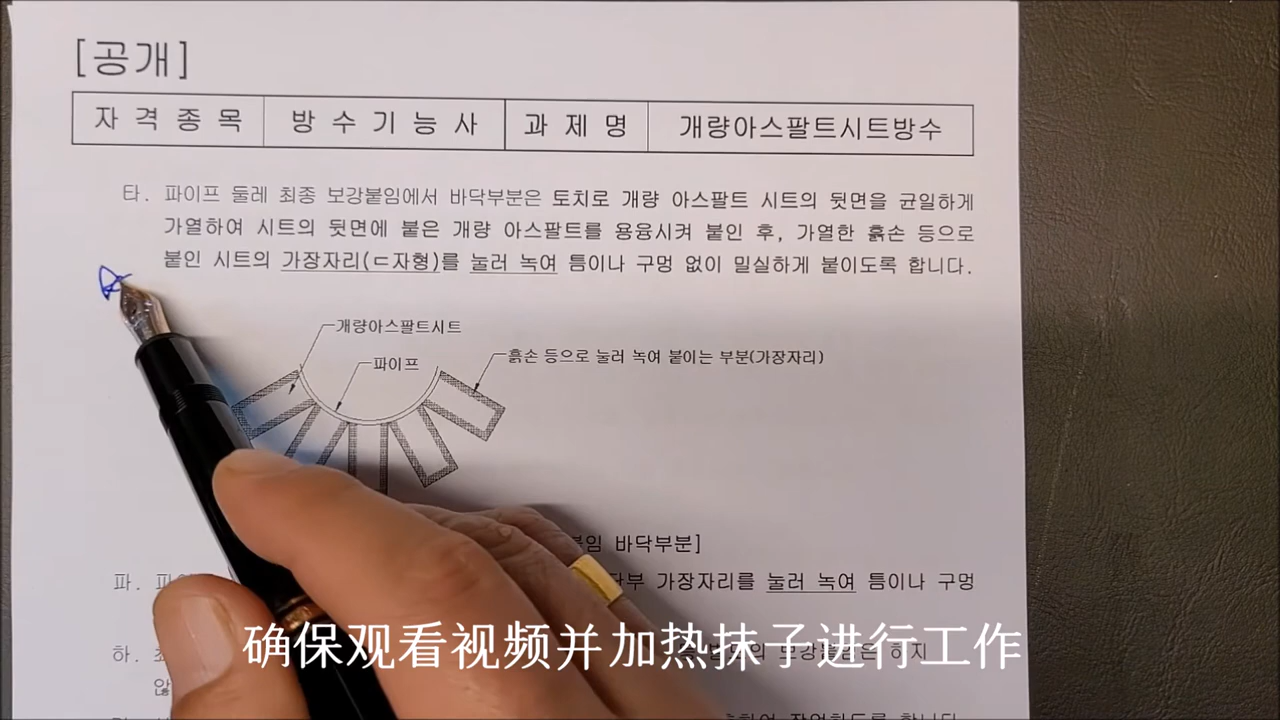 [공개]
자격종목 방수기능사 과제명 개량아스팔트시트방수
타. 파이프 둘레 최종 보강붙임에서 바닥부분은 토치로 개량 아스팔트 시트의 뒷면을 균일하게
가열하여 시트의 뒷면에 붙은 개량 아스팔트를 용융시켜 붙인 후, 가열한 흙손 등으로
붙인 시트의 가장자리(ㄷ자형)를 눌러 녹여 틈이나 구멍 없이 밀실하게 붙이도록 합니다.
개량아스팔트시트
파이프
흙손 등으로 눌러 녹여 붙이는 부분(가장자리)
바닥부분]
파. 가장자리를 눌러 녹여 틈이나 구멍
하.
确保观看视频并加热抹子进行工作